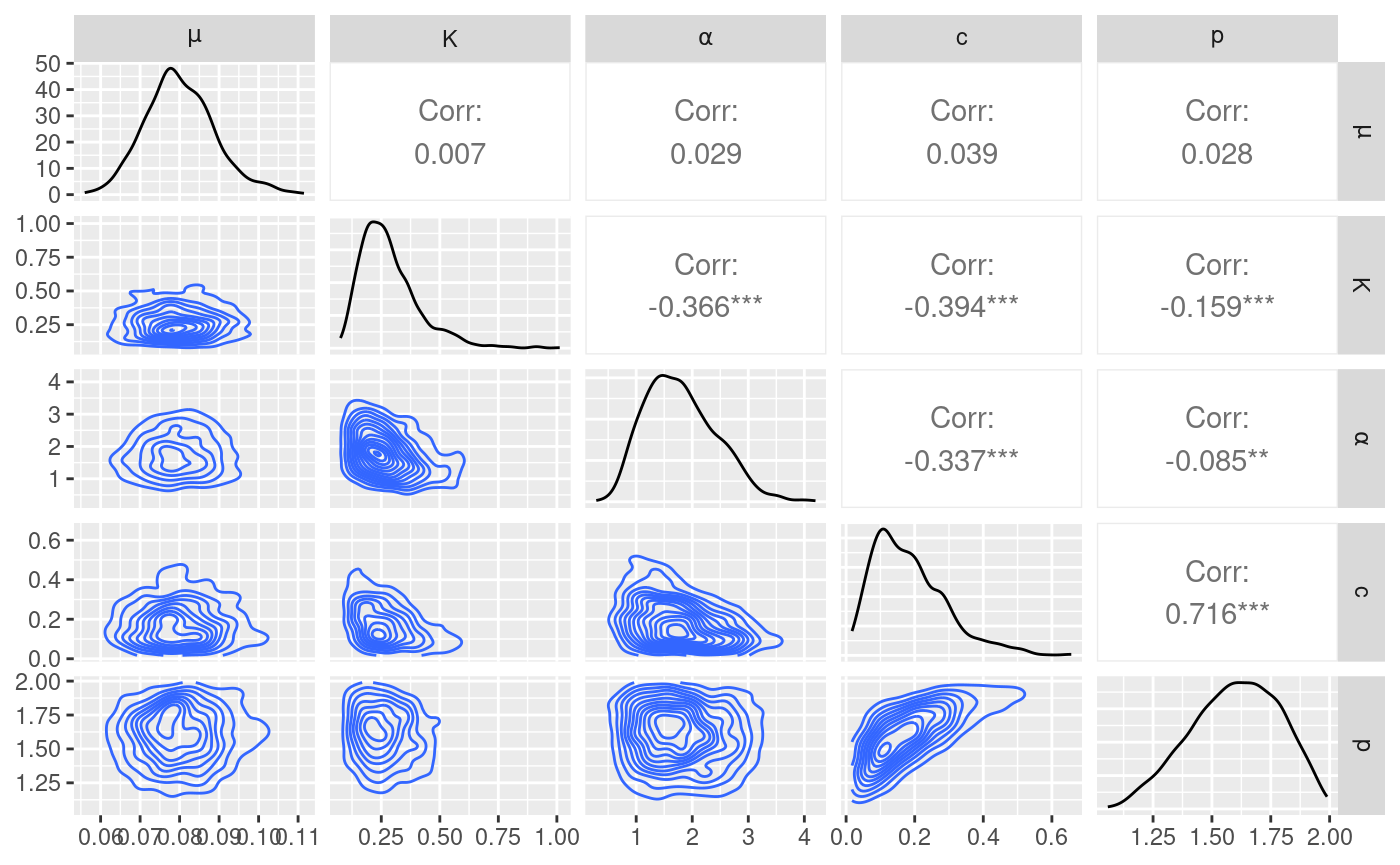 μ K α c p
50
40
30
20
10
0
Corr:
0.007
Corr:
0.029
Corr:
0.039
Corr:
0.028
μ
1.00
0.75
0.50
0.25
Corr:
-0.366***
Corr:
-0.394***
Corr:
-0.159***
K
4
3
2
1
Corr:
-0.337***
Corr:
-0.085**
α
0.6
0.4
0.2
0.0
Corr:
0.716***
c
2.00
1.75
1.50
1.25
p
0.06 0.07 0.08 0.09 0.10 0.11 0.25 0.50 0.75 1.00 1 2 3 4 0.0 0.2 0.4 0.6 1.25 1.50 1.75 2.00